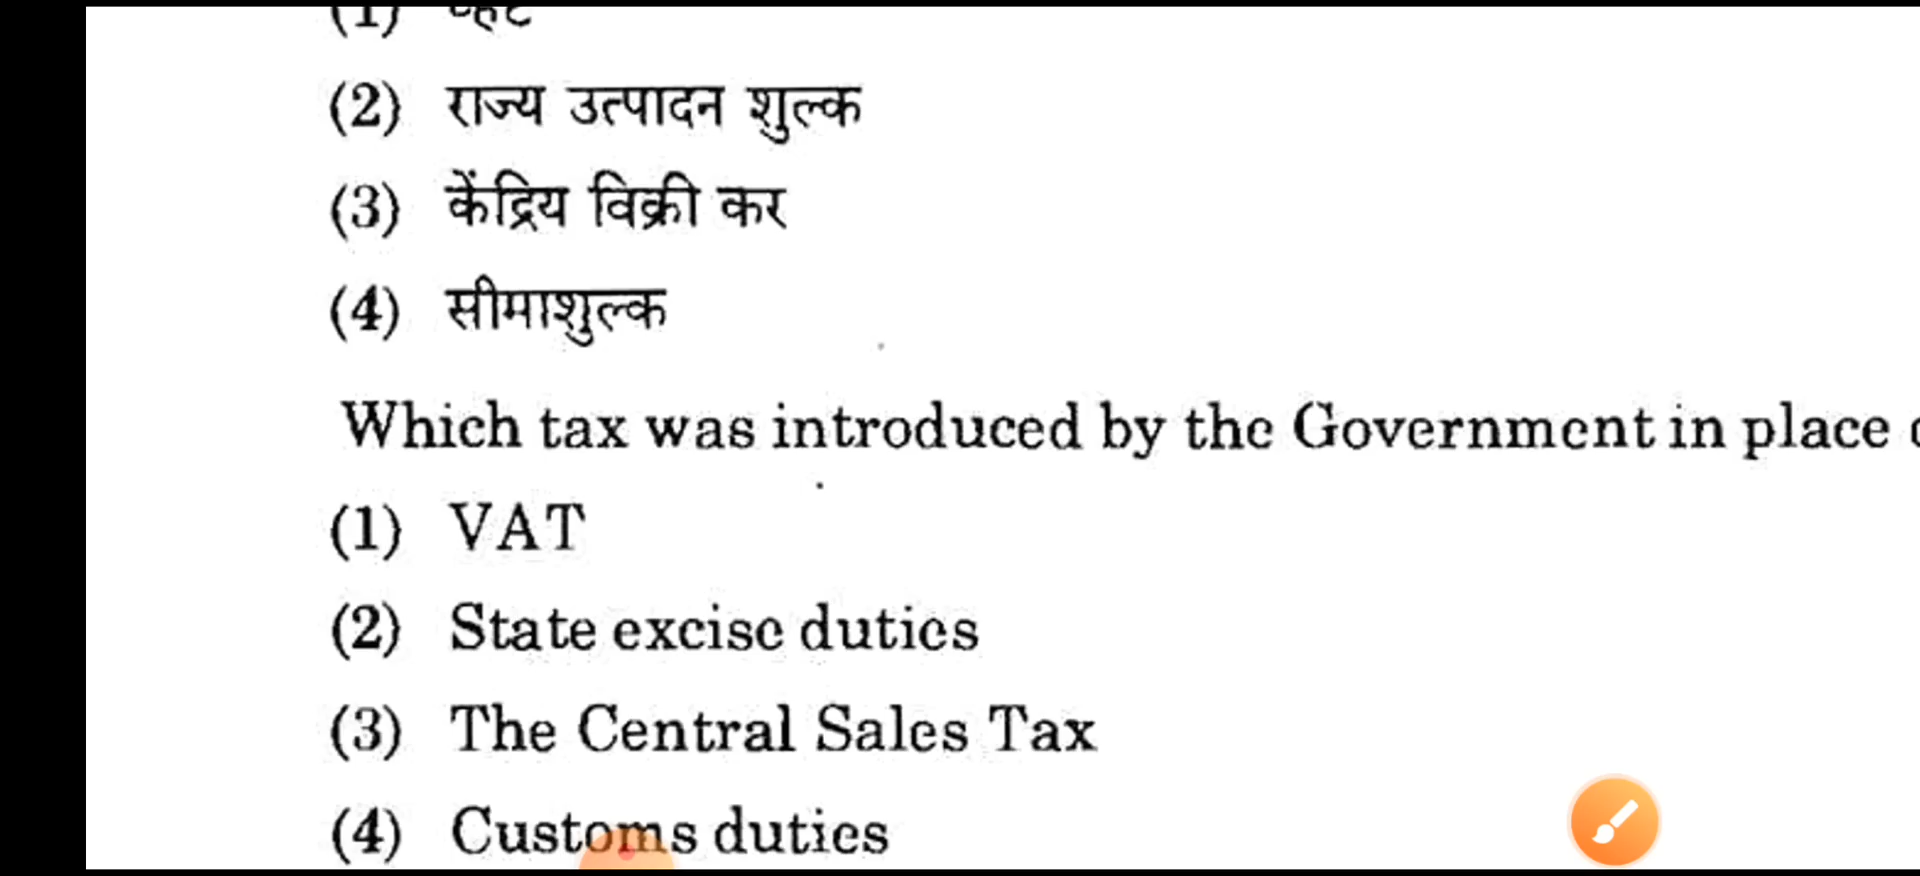 (1) व्हॅट
(2) राज्य उत्पादन शुल्क
(3) केंद्रिय विक्री कर
(4) सीमाशुल्क
Which tax was introduced by the Government in place
(1) VAT
(2) State excise duties
(3) The Central Sales Tax
(4) Customs duties